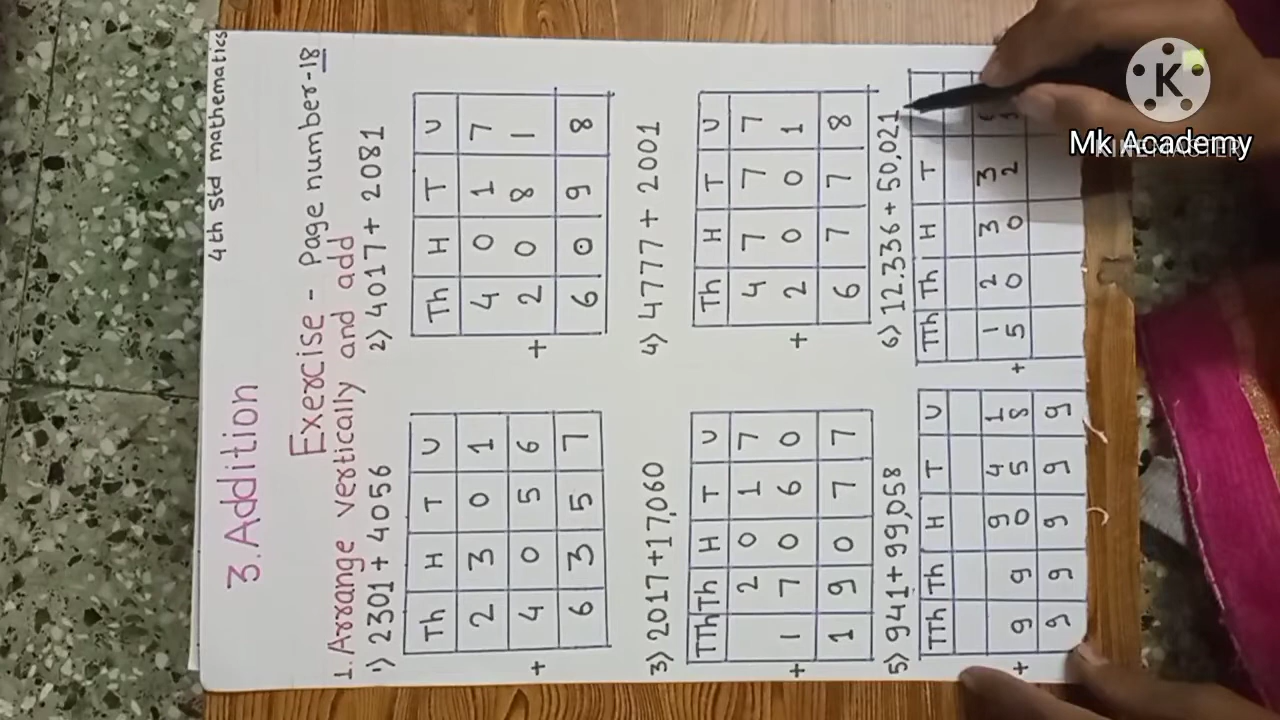 4th std mathematics
3. Addition
Exercise - Page number-18
1. Arrange vertically and add
1) 2301 + 4056
Th H T U
2 3 0 1
+ 4 0 5 6
6 3 5 7
2) 4017 + 2081
Th H T U
4 0 1 7
+ 2 0 8 1
6 0 9 8
3) 2017 + 17,060
TTh Th H T U
2 0 1 7
+ 1 7 0 6 0
1 9 0 7 7
4) 4777 + 2001
Th H T U
4 7 7 7
+ 2 0 0 1
6 7 7 8
5) 941 + 99,058
TTh Th H T U
9 4 1
+ 9 9 0 5 8
9 9 9 9 9
6) 12.336 + 50,021
TTh Th H T
1 2 3 3
+ 5 0 0 2
K
Mk Academy
KINEMASTER